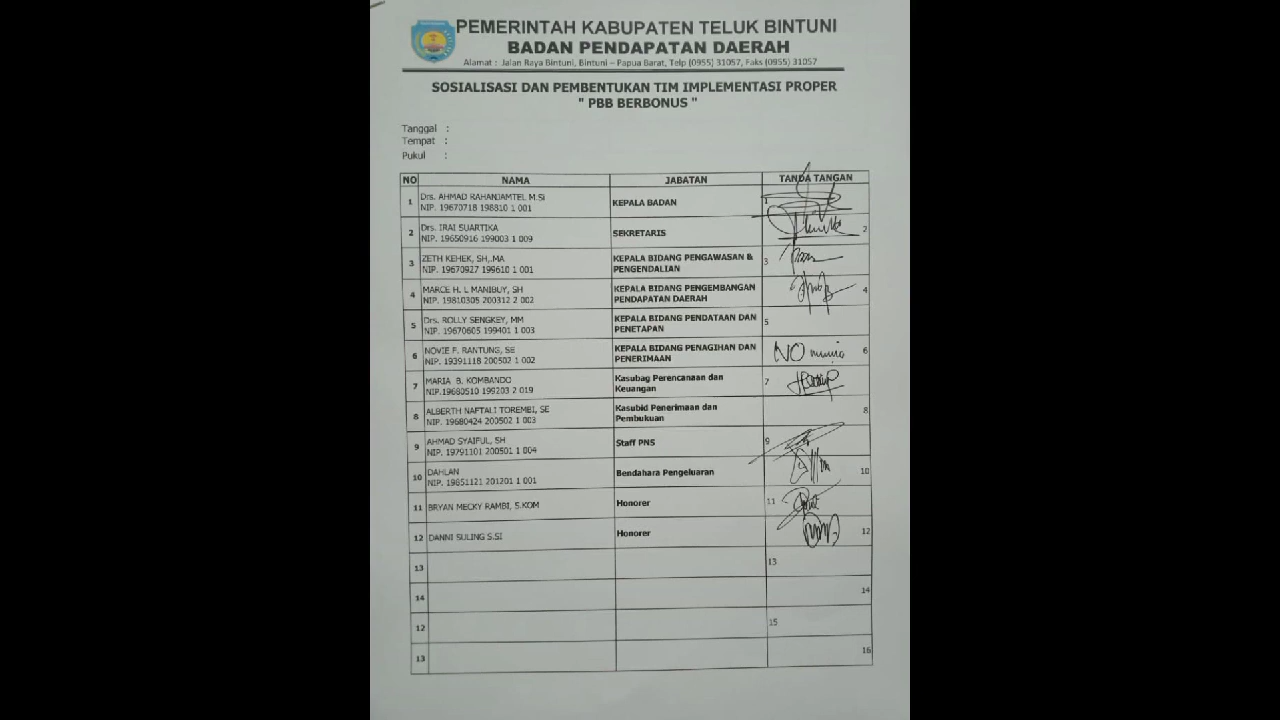 PEMERINTAH KABUPATEN TELUK BINTUNI
BADAN PENDAPATAN DAERAH
Alamat : Jalan Raya Bintuni, Bintuni – Papua Barat, Telp (0955) 31057, Faks (0955) 31057
SOSIALISASI DAN PEMBENTUKAN TIM IMPLEMENTASI PROPER
" PBB BERBONUS "
Tanggal :
Tempat :
Pukul :
NO NAMA JABATAN TANDA TANGAN
1 Drs. AHMAD RAHANJAMTEL M.Si KEPALA BADAN 1
NIP. 19670718 198810 1 001
2 Drs. IRAI SUARTIKA SEKRETARIS 2
NIP. 19650916 199003 1 009
3 ZETH KEHEK, SH,.MA KEPALA BIDANG PENGAWASAN & 3
NIP. 19670927 199610 1 001 PENGENDALIAN
4 MARCE H. L MANIBUY, SH KEPALA BIDANG PENGEMBANGAN 4
NIP. 19810305 200312 2 002 PENDAPATAN DAERAH
5 Drs. ROLLY SENGKEY, MM KEPALA BIDANG PENDATAAN DAN 5
NIP. 19670605 199401 1 003 PENETAPAN
6 NOVIE F. RANTUNG, SE KEPALA BIDANG PENAGIHAN DAN 6
NIP. 19391118 200502 1 002 PENERIMAAN
7 MARIA B. KOMBANDO Kasubag Perencanaan dan 7
NIP.19680510 199203 2 019 Keuangan
8 ALBERTH NAFTALI TOREMBI, SE Kasubid Penerimaan dan 8
NIP. 19680424 200502 1 003 Pembukuan
9 AHMAD SYAIFUL, SH Staff PNS 9
NIP. 19791101 200501 1 004
10 DAHLAN Bendahara Pengeluaran 10
NIP. 19851121 201201 1 001
11 BRYAN MECKY RAMBI, S.KOM Honorer 11
12 DANNI SULING S.SI Honorer 12
13 13
14 14
12 15
13 16